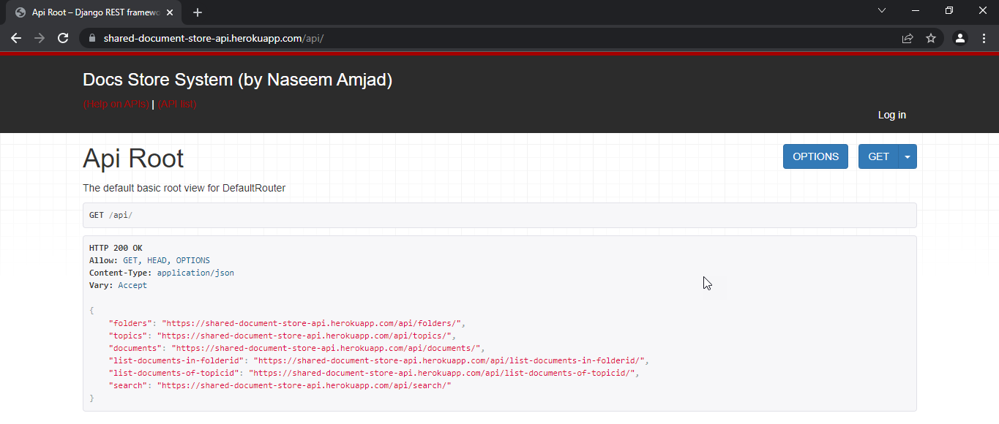 Api Root – Django REST framewo
shared-document-store-api.herokuapp.com/api/
Docs Store System (by Naseem Amjad)
(Help on APIs) | (API list)
Log in
Api Root
OPTIONS
GET
The default basic root view for DefaultRouter
GET /api/
HTTP 200 OK
Allow: GET, HEAD, OPTIONS
Content-Type: application/json
Vary: Accept
{
"folders": "https://shared-document-store-api.herokuapp.com/api/folders/",
"topics": "https://shared-document-store-api.herokuapp.com/api/topics/",
"documents": "https://shared-document-store-api.herokuapp.com/api/documents/",
"list-documents-in-folderid": "https://shared-document-store-api.herokuapp.com/api/list-documents-in-folderid/",
"list-documents-of-topicid": "https://shared-document-store-api.herokuapp.com/api/list-documents-of-topicid/",
"search": "https://shared-document-store-api.herokuapp.com/api/search/"
}